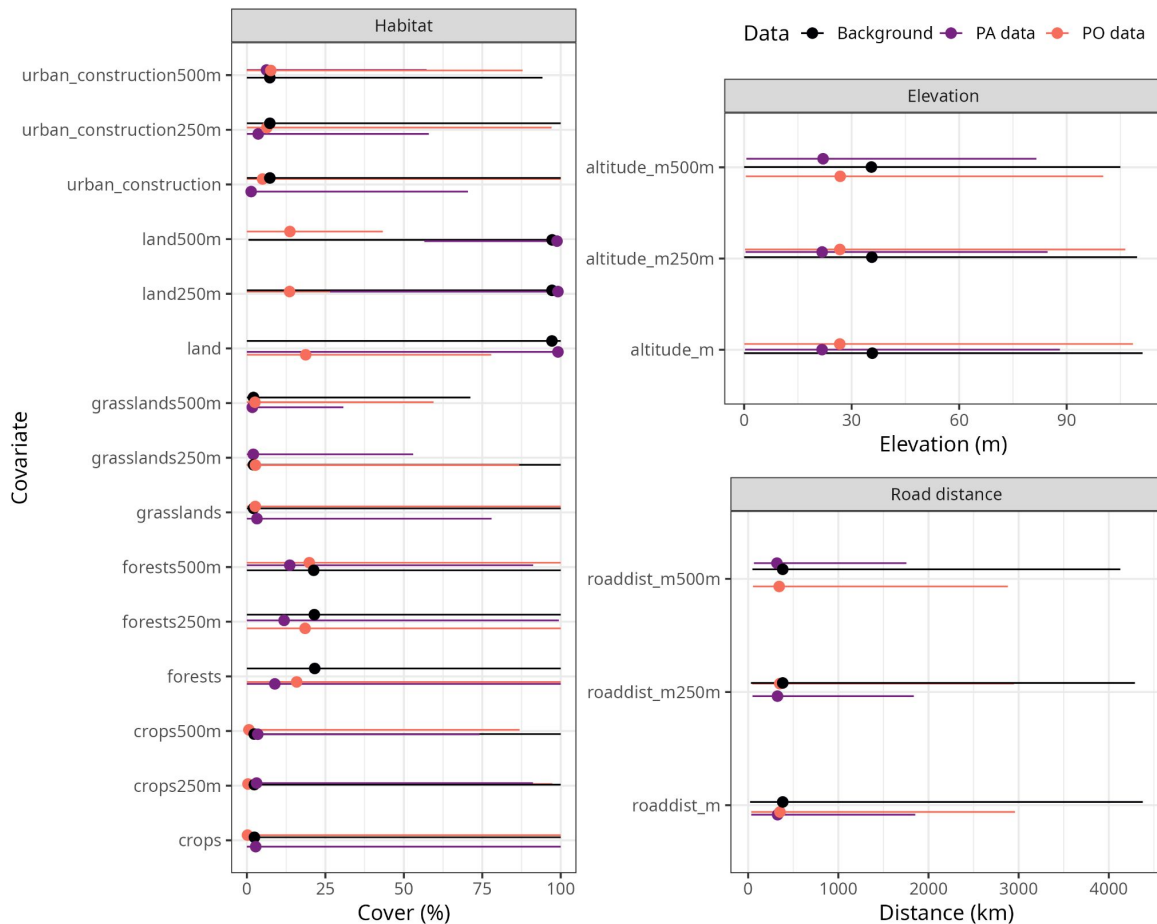 Habitat
urban_construction500m
urban_construction250m
urban_construction
land500m
land250m
land
grasslands500m
grasslands250m
grasslands
forests500m
forests250m
forests
crops500m
crops250m
crops
Covariate
0 25 50 75 100
Cover (%)
Data Background PA data PO data
Elevation
altitude_m500m
altitude_m250m
altitude_m
0 30 60 90
Elevation (m)
Road distance
roaddist_m500m
roaddist_m250m
roaddist_m
0 1000 2000 3000 4000
Distance (km)